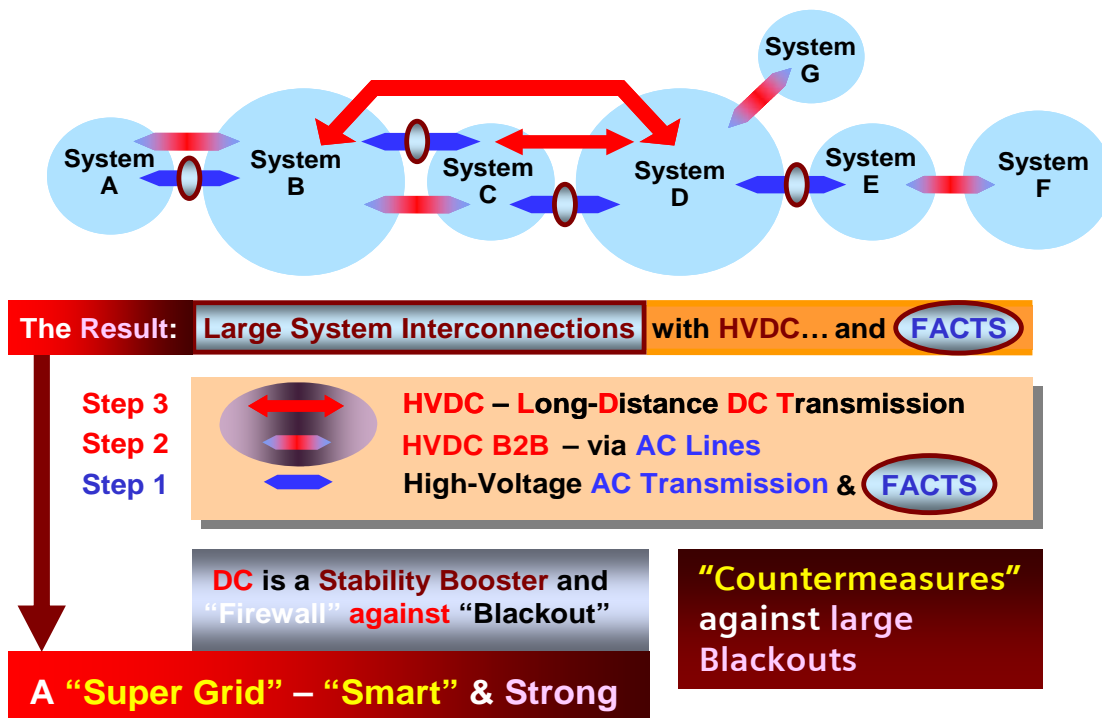 System
G
System
A
System
B
System
C
System
D
System
E
System
F
The Result: Large System Interconnections with HVDC… and FACTS
Step 3 HVDC – Long-Distance DC Transmission
Step 2 HVDC B2B – via AC Lines
Step 1 High-Voltage AC Transmission & FACTS
DC is a Stability Booster and
“Firewall” against “Blackout”
“Countermeasures”
against large
Blackouts
A “Super Grid” – “Smart” & Strong